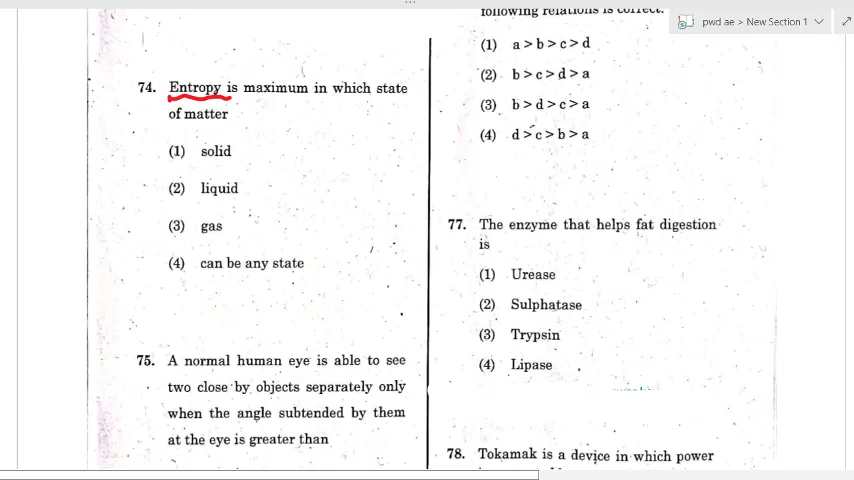 ...
pwd ae > New Section 1
74. Entropy is maximum in which state
of matter
(1) solid
(2) liquid
(3) gas
(4) can be any state
75. A normal human eye is able to see
two close by objects separately only
when the angle subtended by them
at the eye is greater than
following relations is correct.
(1) a > b > c > d
(2) b > c > d > a
(3) b > d > c > a
(4) d > c > b > a
77. The enzyme that helps fat digestion
is
(1) Urease
(2) Sulphatase
(3) Trypsin
(4) Lipase
78. Tokamak is a device in which power